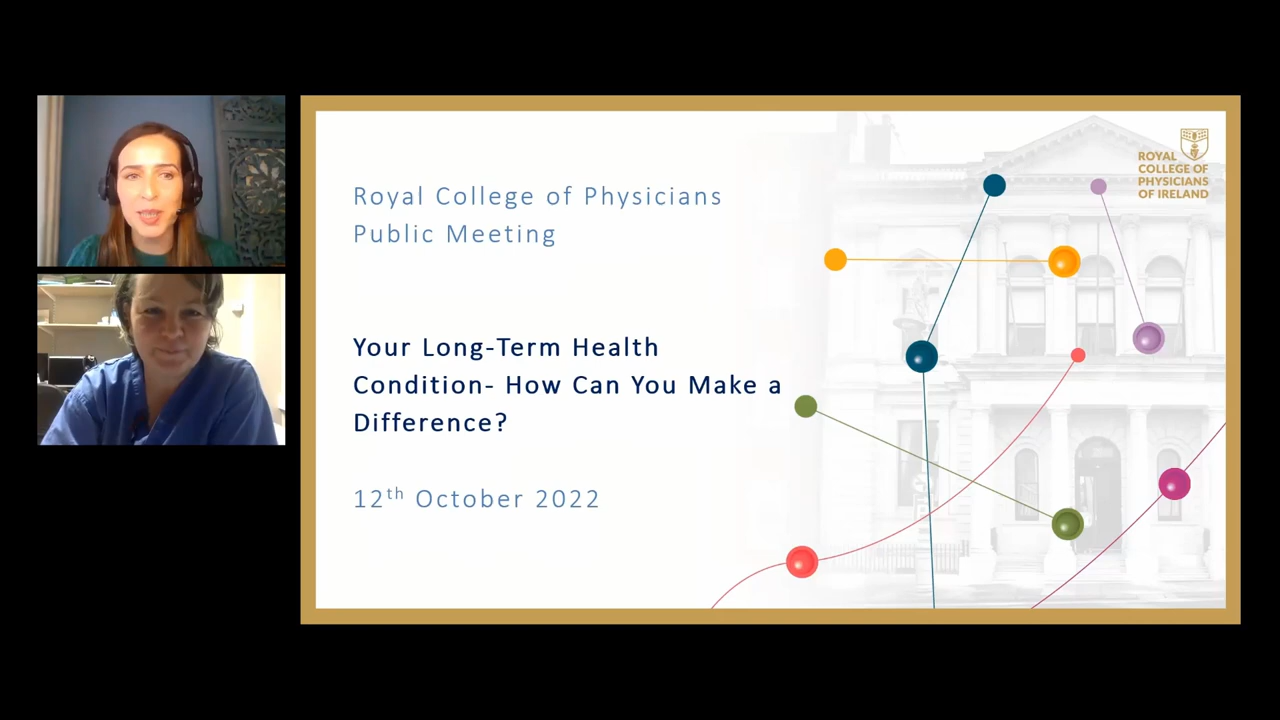 Royal College of Physicians
Public Meeting
Your Long-Term Health
Condition- How Can You Make a
Difference?
12th October 2022
ROYAL
COLLEGE OF
PHYSICIANS
OF IRELAND